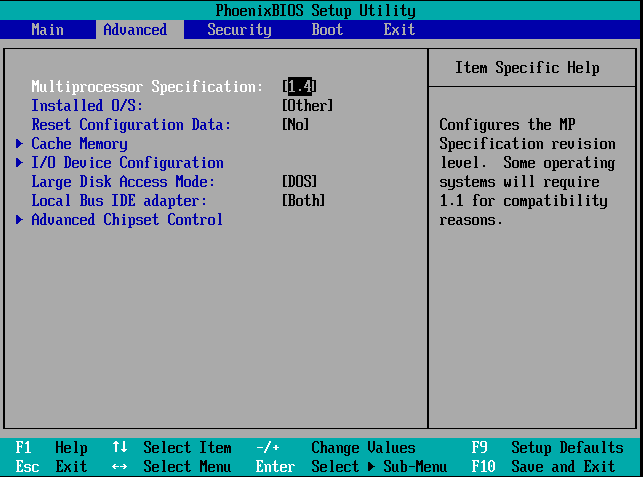 PhoenixBIOS Setup Utility
Main Advanced Security Boot Exit
Multiprocessor Specification: [1.4]
Installed O/S: [Other]
Reset Configuration Data: [No]
▶ Cache Memory
▶ I/O Device Configuration
Large Disk Access Mode: [DOS]
Local Bus IDE adapter: [Both]
▶ Advanced Chipset Control
Item Specific Help
Configures the MP
Specification revision
level. Some operating
systems will require
1.1 for compatibility
reasons.
F1 Help ↑↓ Select Item -/+ Change Values F9 Setup Defaults
Esc Exit ↔ Select Menu Enter Select ▶ Sub-Menu F10 Save and Exit